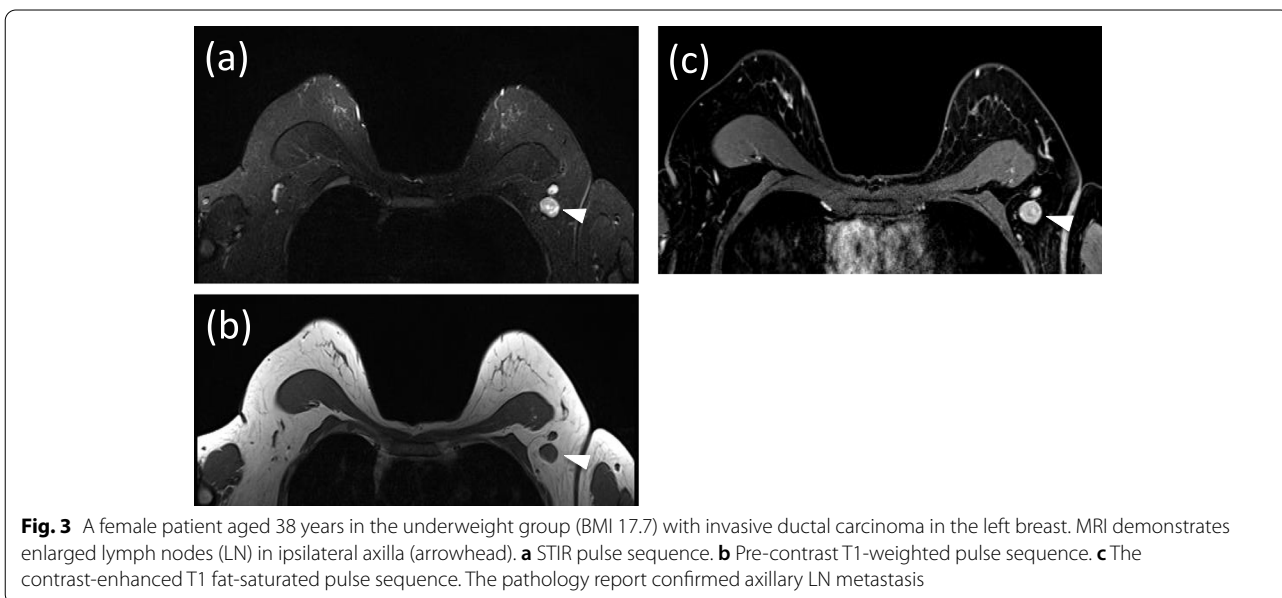 (a)
(c)
(b)
Fig. 3 A female patient aged 38 years in the underweight group (BMI 17.7) with invasive ductal carcinoma in the left breast. MRI demonstrates
enlarged lymph nodes (LN) in ipsilateral axilla (arrowhead). a STIR pulse sequence. b Pre-contrast T1-weighted pulse sequence. c The
contrast-enhanced T1 fat-saturated pulse sequence. The pathology report confirmed axillary LN metastasis